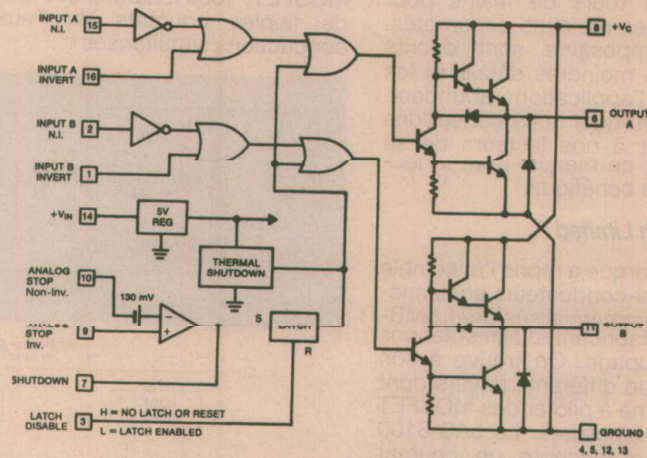 INPUT A
N.I.
15
INPUT A
INVERT
16
INPUT B
N.I.
2
INPUT B
INVERT
1
+VIN
14
5V
REG
THERMAL
SHUTDOWN
ANALOG
STOP
Non-Inv.
10
130 mV
-
+
STOP
Inv.
9
S
R
SHUTDOWN
7
LATCH
DISABLE
3
H = NO LATCH OR RESET
L = LATCH ENABLED
8
+VC
6
OUTPUT
A
11
B
GROUND
4, 5, 12, 13